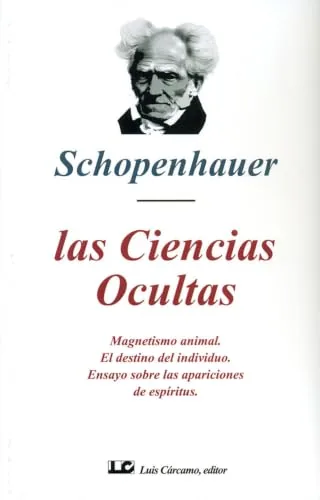 Schopenhauer
las Ciencias
Ocultas
Magnetismo animal.
El destino del individuo.
Ensayo sobre las apariciones
de espíritus.
LC Luis Cárcamo, editor